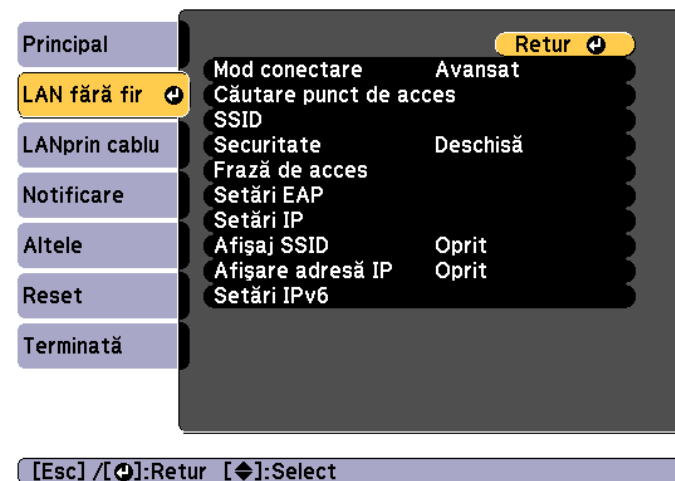 Principal
LAN fără fir
LANprin cablu
Notificare
Altele
Reset
Terminată
Retur
Mod conectare Avansat
Căutare punct de acces
SSID
Securitate Deschisă
Frază de acces
Setări EAP
Setări IP
Afişaj SSID Oprit
Afişare adresă IP Oprit
Setări IPv6
[Esc] /[⏎]:Retur [◆]:Select